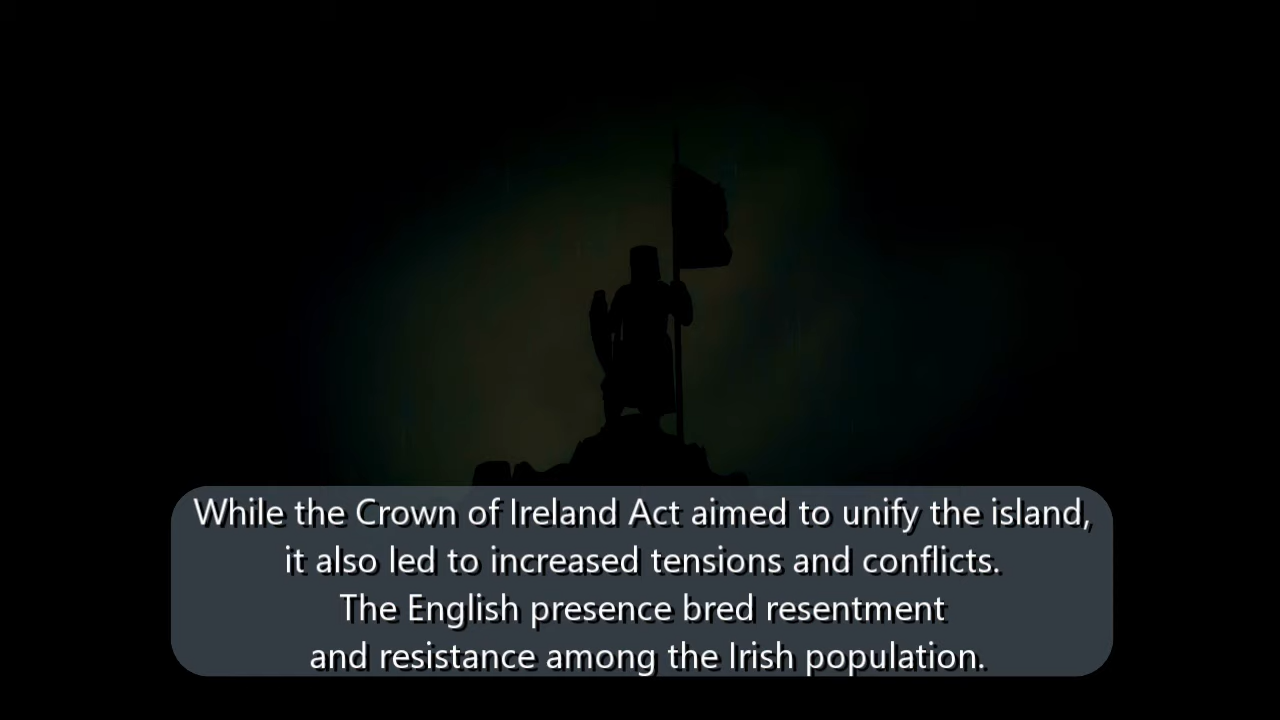 While the Crown of Ireland Act aimed to unify the island,
it also led to increased tensions and conflicts.
The English presence bred resentment
and resistance among the Irish population.